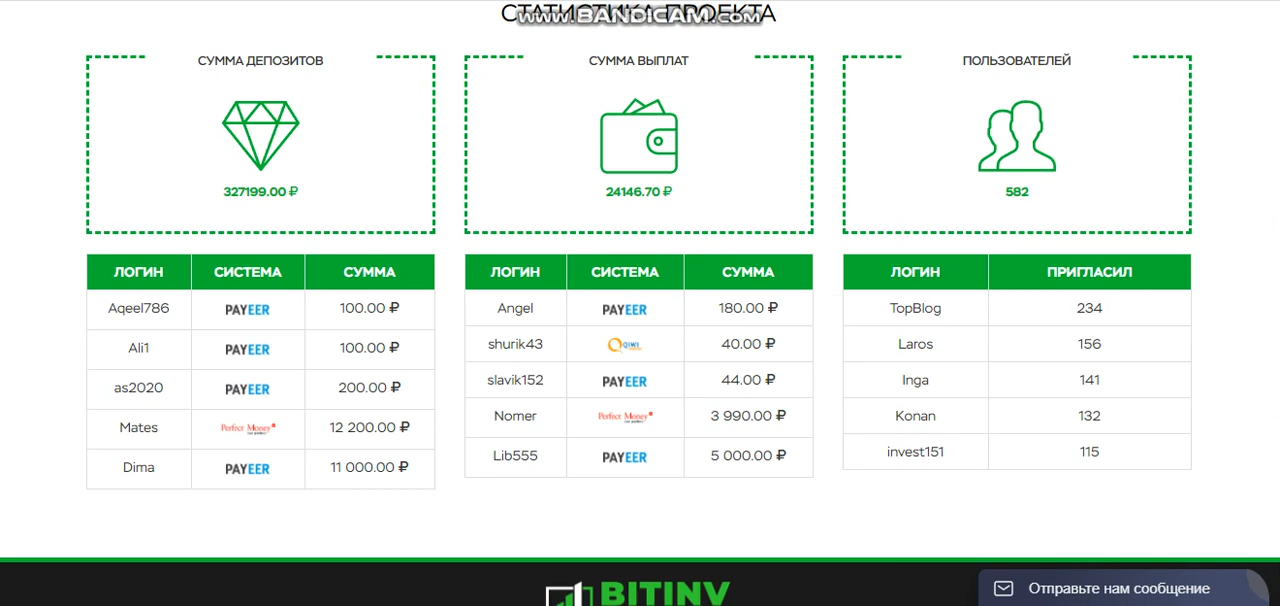 СТАТИСТИКА ПРОЕКТА
www.BANDICAM.com
СУММА ДЕПОЗИТОВ
327199.00 ₽
СУММА ВЫПЛАТ
24146.70 ₽
ПОЛЬЗОВАТЕЛЕЙ
582
ЛОГИН СИСТЕМА СУММА
Aqeel786 PAYEER 100.00 ₽
Ali1 PAYEER 100.00 ₽
as2020 PAYEER 200.00 ₽
Mates Perfect Money 12 200.00 ₽
Dima PAYEER 11 000.00 ₽
ЛОГИН СИСТЕМА СУММА
Angel PAYEER 180.00 ₽
shurik43 QIWI 40.00 ₽
slavik152 PAYEER 44.00 ₽
Nomer Perfect Money 3 990.00 ₽
Lib555 PAYEER 5 000.00 ₽
ЛОГИН ПРИГЛАСИЛ
TopBlog 234
Laros 156
Inga 141
Konan 132
invest151 115
BITINV
Отправьте нам сообщение